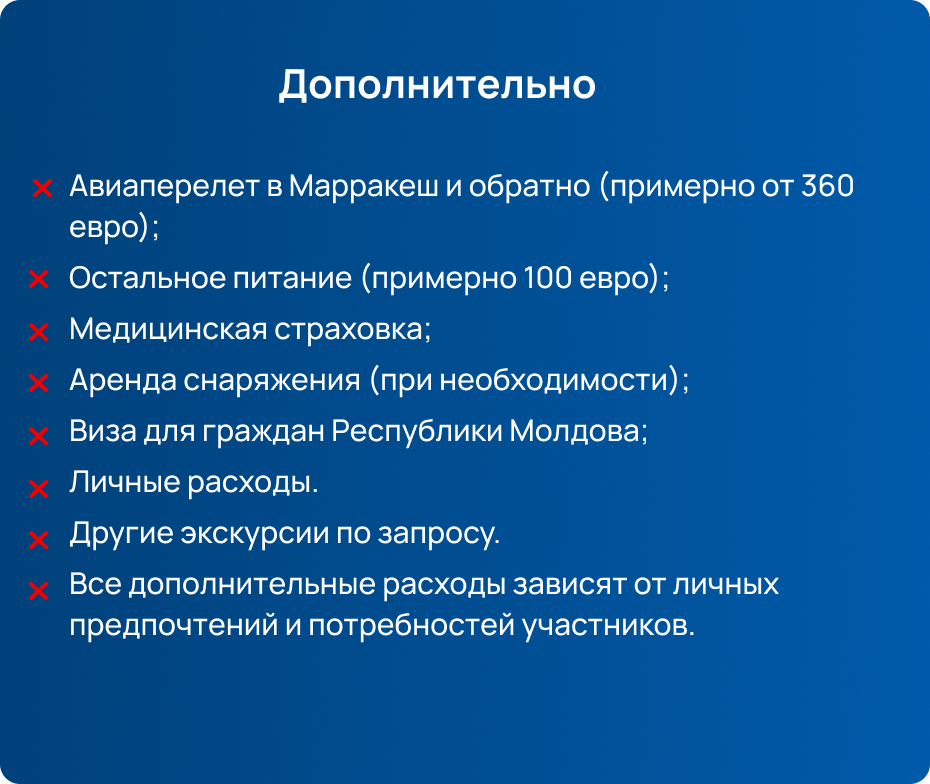 Дополнительно
Авиаперелет в Марракеш и обратно (примерно от 360
евро);
Остальное питание (примерно 100 евро);
Медицинская страховка;
Аренда снаряжения (при необходимости);
Виза для граждан Республики Молдова;
Личные расходы.
Другие экскурсии по запросу.
Все дополнительные расходы зависят от личных
предпочтений и потребностей участников.